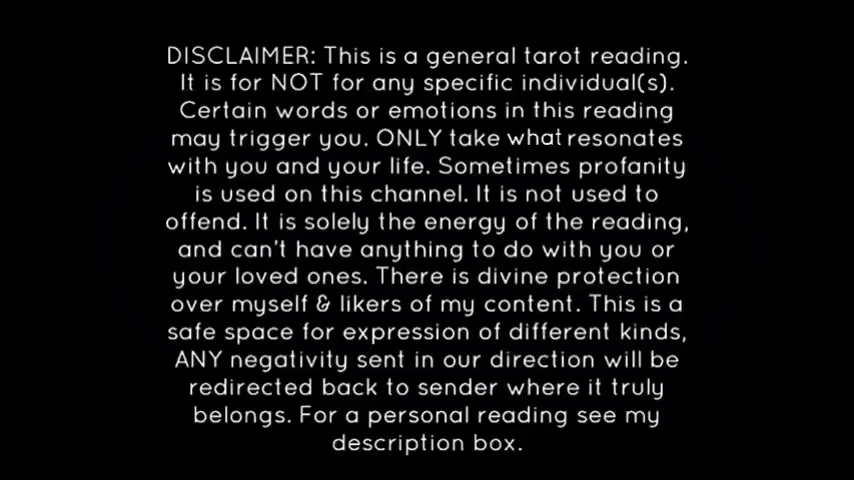 DISCLAIMER: This is a general tarot reading.
It is for NOT for any specific individual(s).
Certain words or emotions in this reading
may trigger you. ONLY take what resonates
with you and your life. Sometimes profanity
is used on this channel. It is not used to
offend. It is solely the energy of the reading,
and can't have anything to do with you or
your loved ones. There is divine protection
over myself & likers of my content. This is a
safe space for expression of different kinds,
ANY negativity sent in our direction will be
redirected back to sender where it truly
belongs. For a personal reading see my
description box.